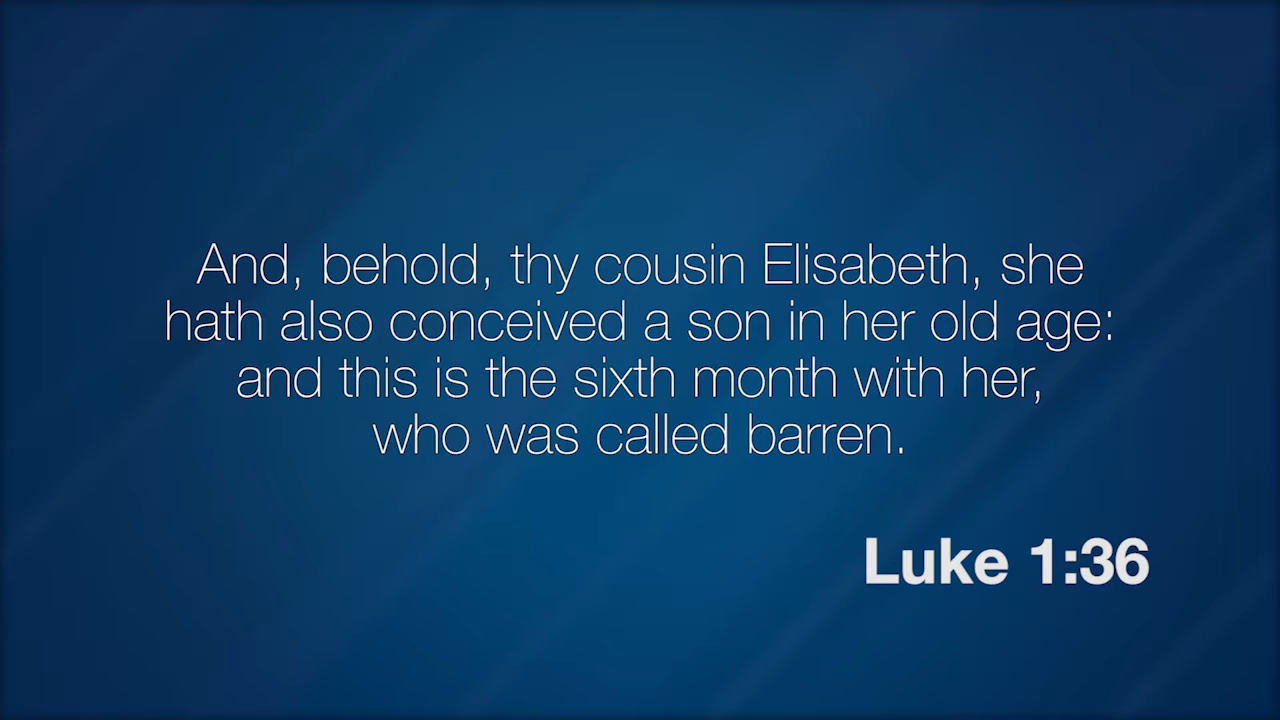 And, behold, thy cousin Elisabeth, she
hath also conceived a son in her old age:
and this is the sixth month with her,
who was called barren.
Luke 1:36